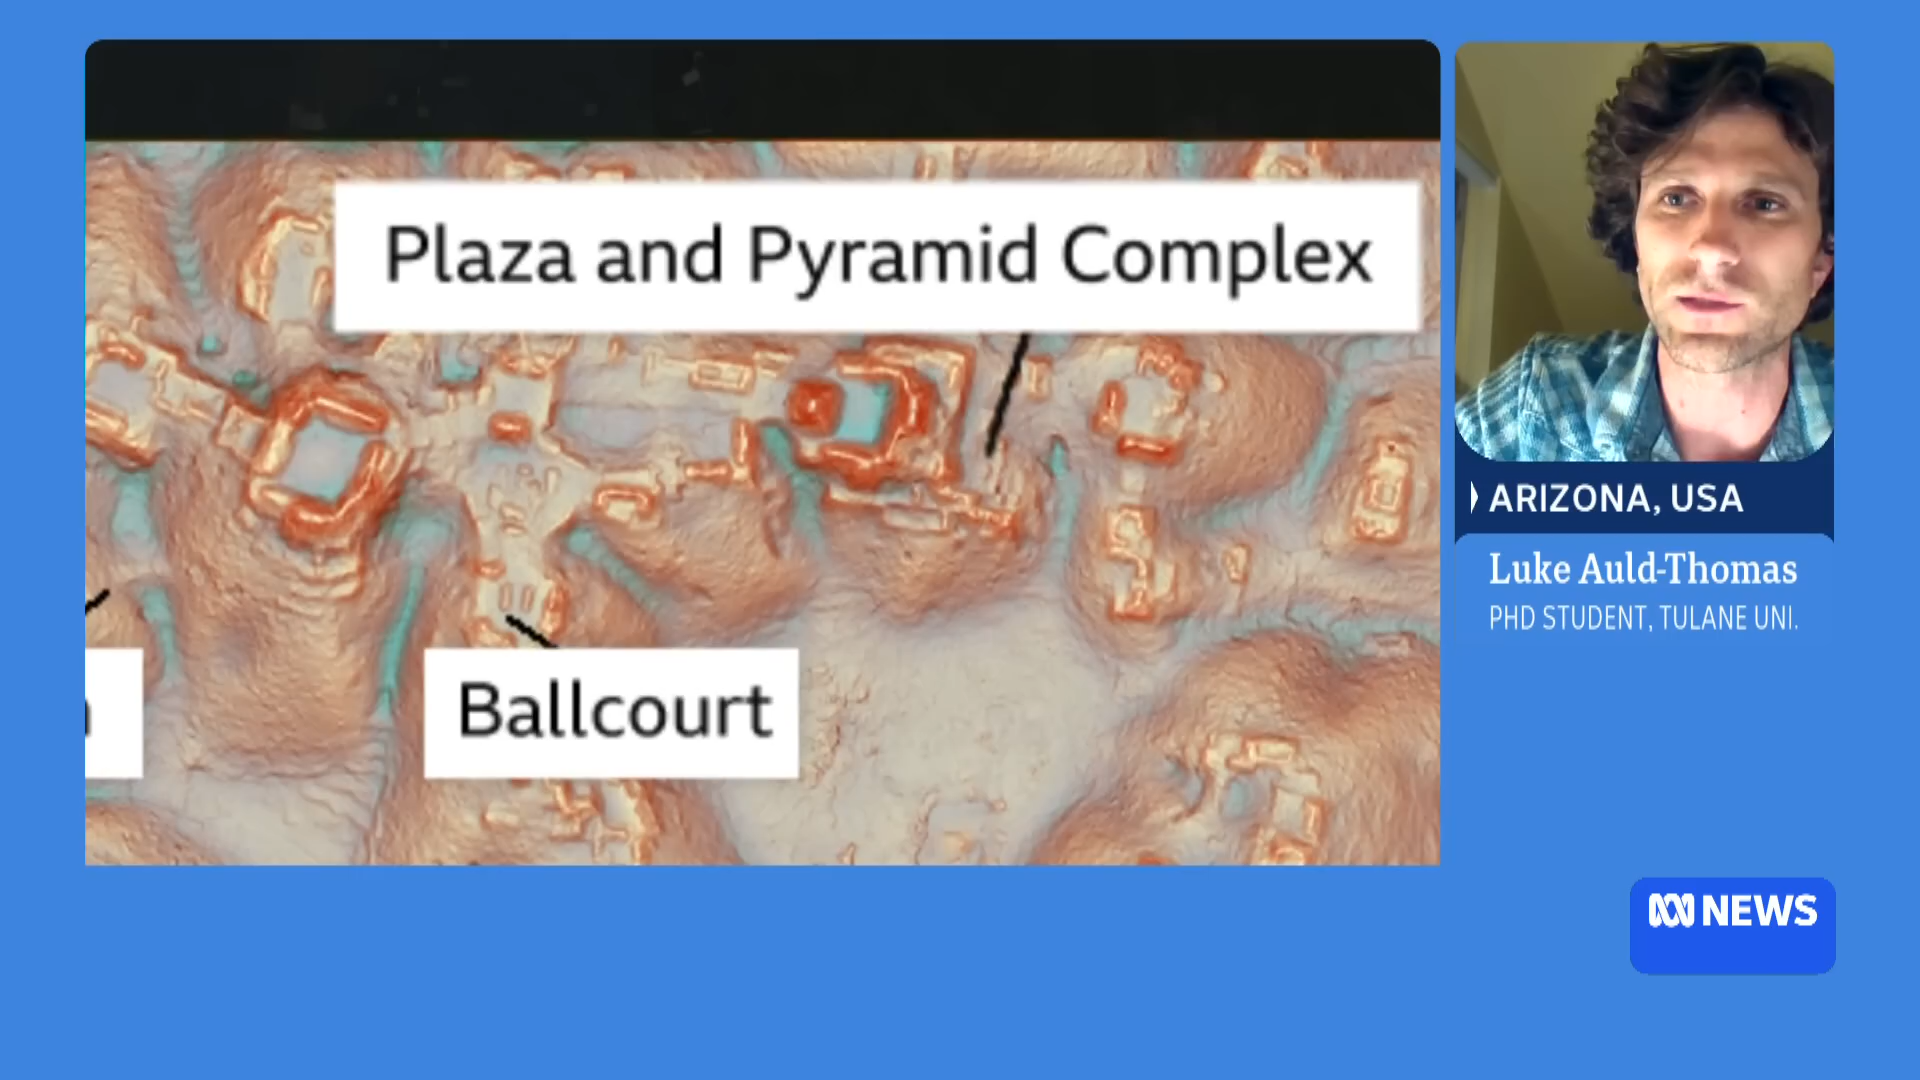 Plaza and Pyramid Complex
Ballcourt
ARIZONA, USA
Luke Auld-Thomas
PHD STUDENT, TULANE UNI.
NEWS